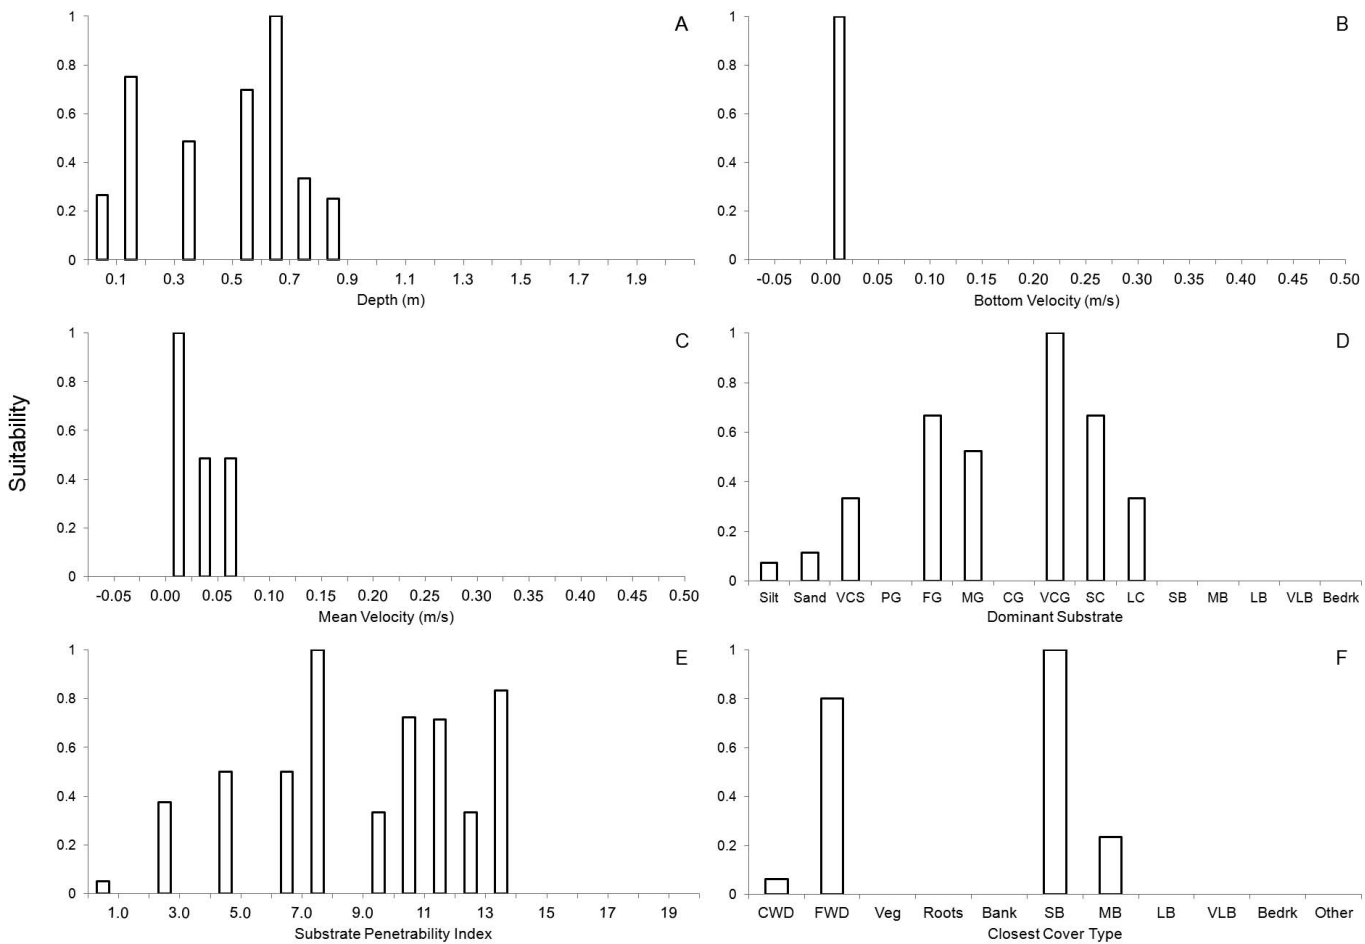 Suitability
A
1
0.8
0.6
0.4
0.2
0
0.1 0.3 0.5 0.7 0.9 1.1 1.3 1.5 1.7 1.9
Depth (m)
B
1
0.8
0.6
0.4
0.2
0
-0.05 0.00 0.05 0.10 0.15 0.20 0.25 0.30 0.35 0.40 0.45 0.50
Bottom Velocity (m/s)
C
1
0.8
0.6
0.4
0.2
0
-0.05 0.00 0.05 0.10 0.15 0.20 0.25 0.30 0.35 0.40 0.45 0.50
Mean Velocity (m/s)
D
1
0.8
0.6
0.4
0.2
0
Silt Sand VCS PG FG MG CG VCG SC LC SB MB LB VLB Bedrk
Dominant Substrate
E
1
0.8
0.6
0.4
0.2
0
1.0 3.0 5.0 7.0 9.0 11 13 15 17 19
Substrate Penetrability Index
F
1
0.8
0.6
0.4
0.2
0
CWD FWD Veg Roots Bank SB MB LB VLB Bedrk Other
Closest Cover Type